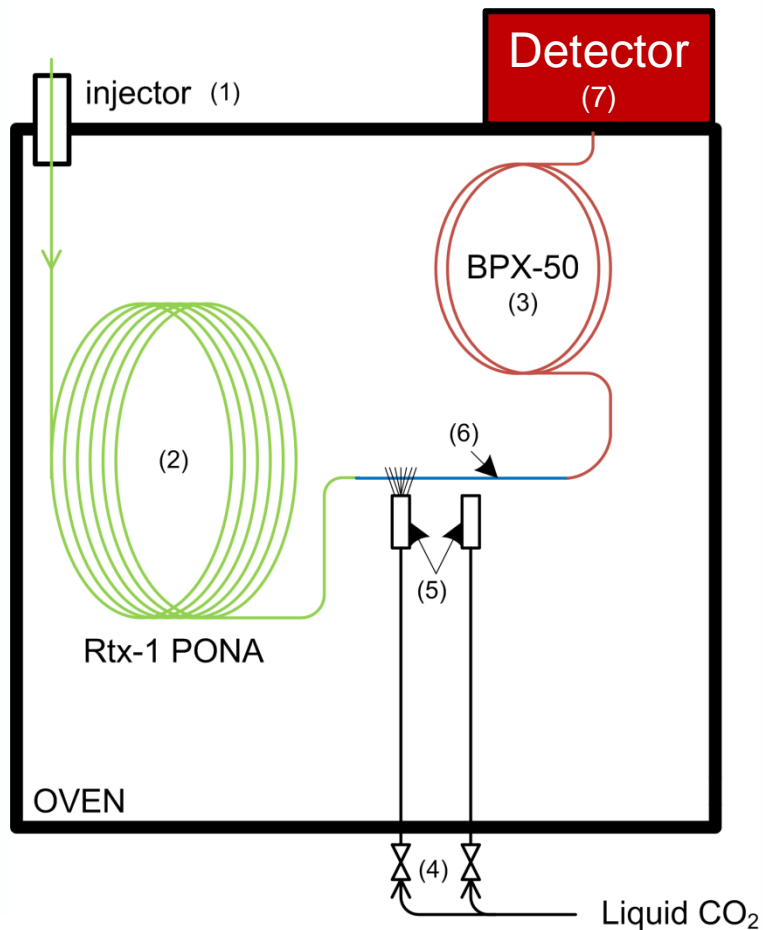 Detector
(7)
injector (1)
BPX-50
(3)
(6)
(2)
(5)
Rtx-1 PONA
OVEN
(4)
Liquid CO₂